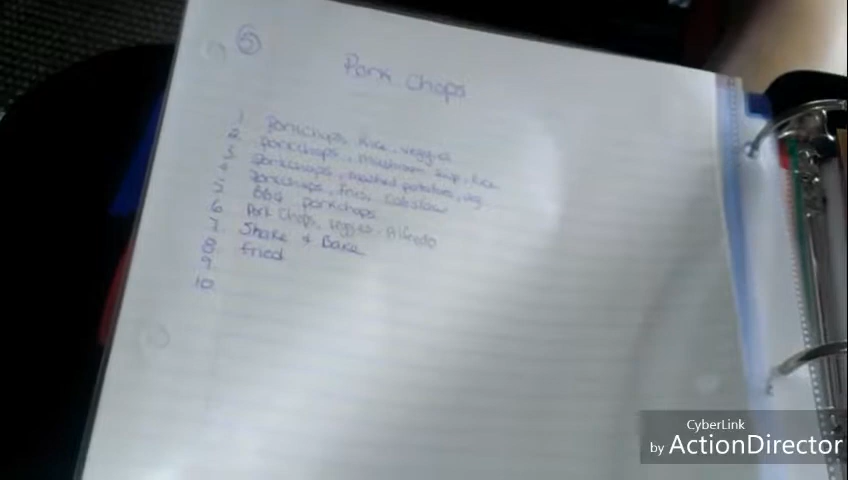 5
Pork Chops
1 porkchops, Rice, veggies
2 porkchops, mushroom soup, Rice
3 porkchops, mashed potatoes, veg
4 porkchops, fries, Coleslaw
5. BBQ porkchops
6 Pork Chops, veggies, Alfredo
7. Shake & Bake
8. fried
9.
10
CyberLink
by ActionDirector